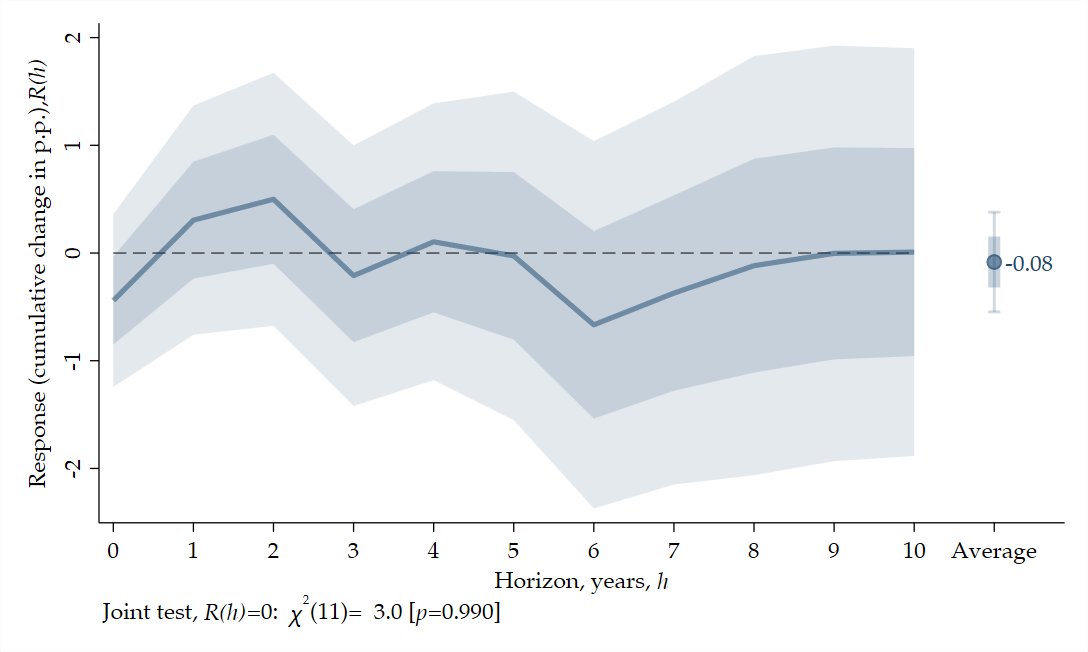 Response (cumulative change in p.p.),R(h)
2
1
0
-1
-2
-0.08
0 1 2 3 4 5 6 7 8 9 10 Average
Horizon, years, h
Joint test, R(h)=0: χ²(11)= 3.0 [p=0.990]